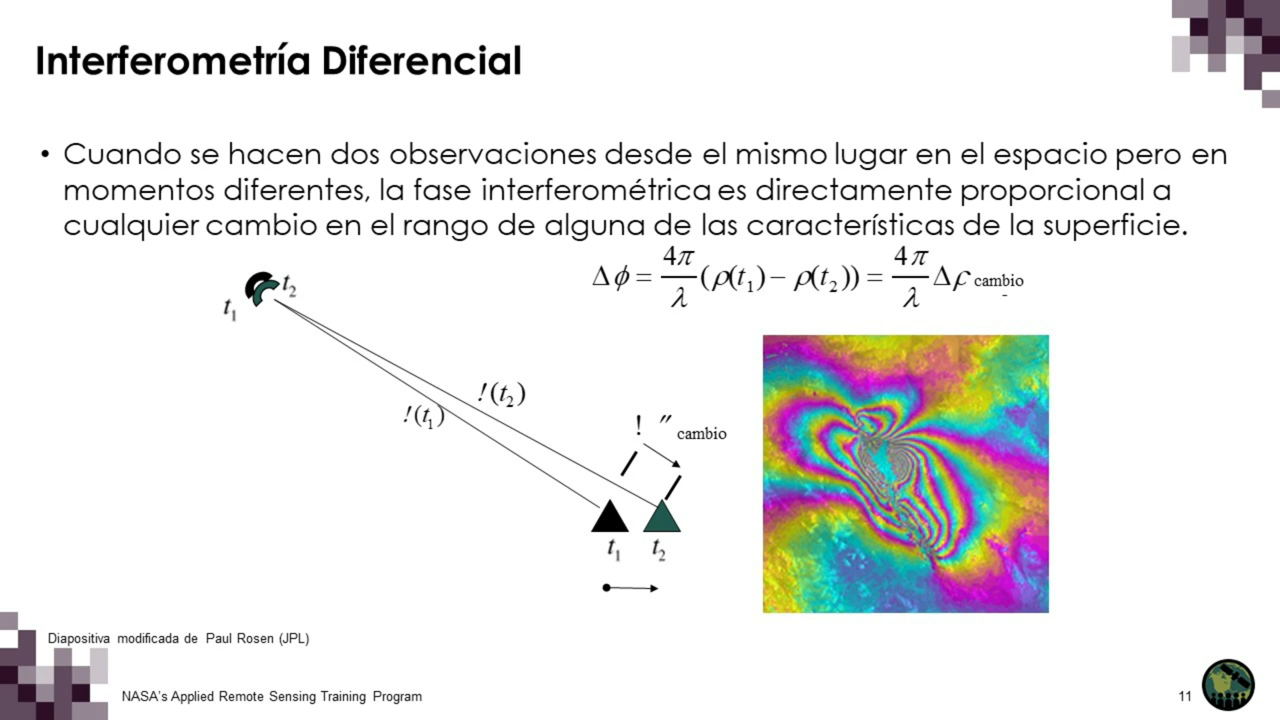 Interferometría Diferencial
• Cuando se hacen dos observaciones desde el mismo lugar en el espacio pero en
momentos diferentes, la fase interferométrica es directamente proporcional a
cualquier cambio en el rango de alguna de las características de la superficie.
Δϕ = 4π/λ (ρ(t₁) − ρ(t₂)) = 4π/λ Δρ cambio
t₂
t₁
!(t₂)
!(t₁)
! ″ cambio
t₁ t₂
Diapositiva modificada de Paul Rosen (JPL)
NASA's Applied Remote Sensing Training Program
11